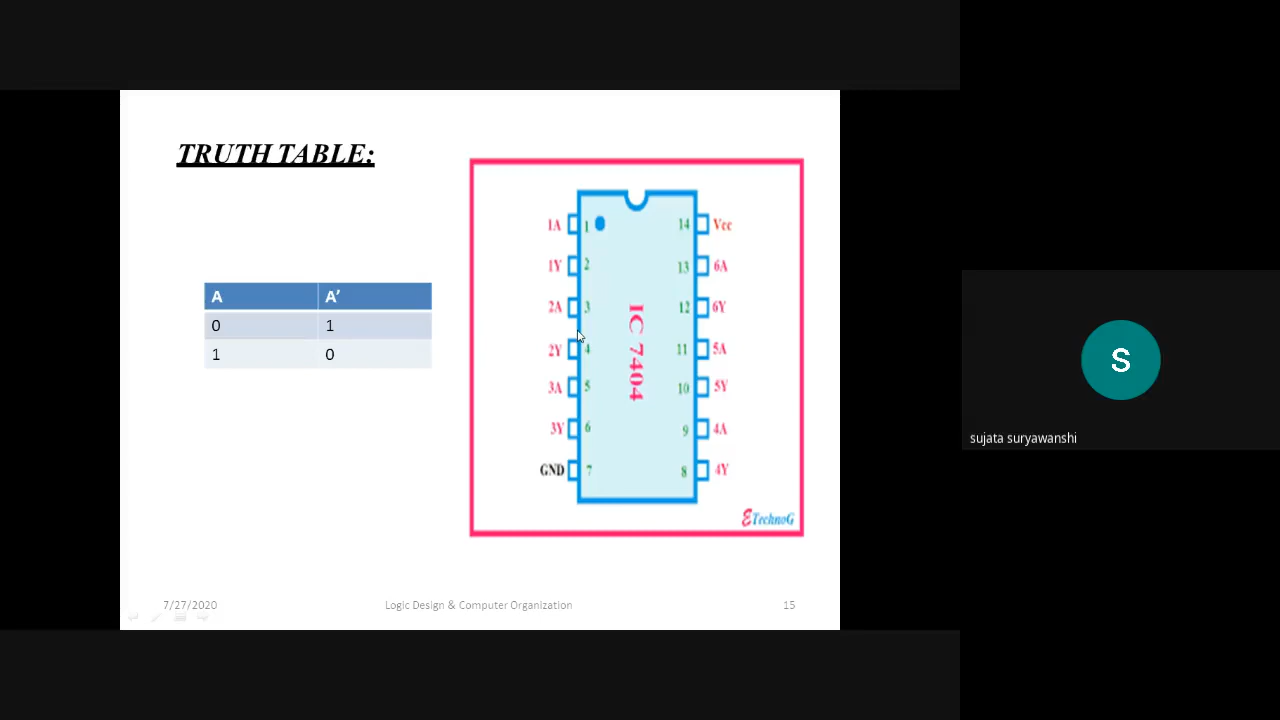 TRUTH TABLE:
A A’
0 1
1 0
1A 1 14 Vcc
1Y 2 13 6A
2A 3 12 6Y
2Y 4 11 5A
3A 5 10 5Y
3Y 6 9 4A
GND 7 8 4Y
IC 7404
ETechnoG
7/27/2020 Logic Design & Computer Organization 15
S
sujata suryawanshi